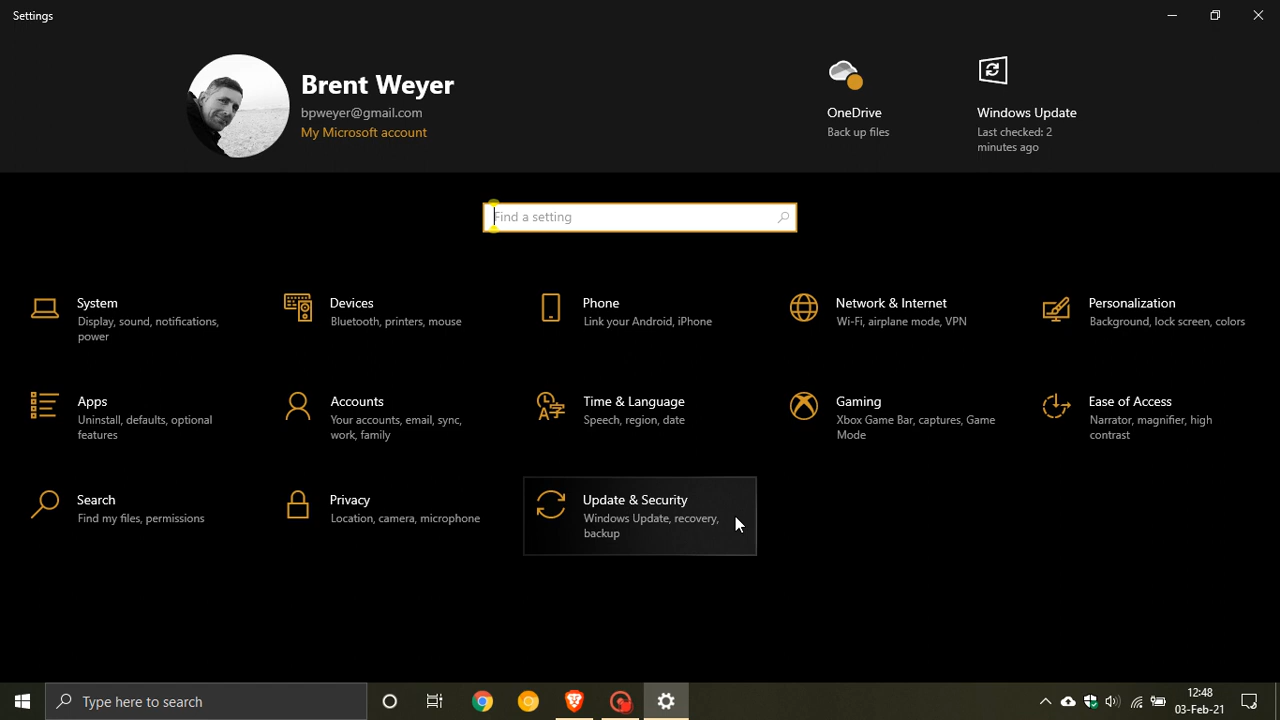 Settings
Brent Weyer
bpweyer@gmail.com
My Microsoft account
OneDrive
Back up files
Windows Update
Last checked: 2
minutes ago
Find a setting
System
Display, sound, notifications,
power
Devices
Bluetooth, printers, mouse
Phone
Link your Android, iPhone
Network & Internet
Wi-Fi, airplane mode, VPN
Personalization
Background, lock screen, colors
Apps
Uninstall, defaults, optional
features
Accounts
Your accounts, email, sync,
work, family
Time & Language
Speech, region, date
Gaming
Xbox Game Bar, captures, Game
Mode
Ease of Access
Narrator, magnifier, high
contrast
Search
Find my files, permissions
Privacy
Location, camera, microphone
Update & Security
Windows Update, recovery,
backup
Type here to search
12:48
03-Feb-21